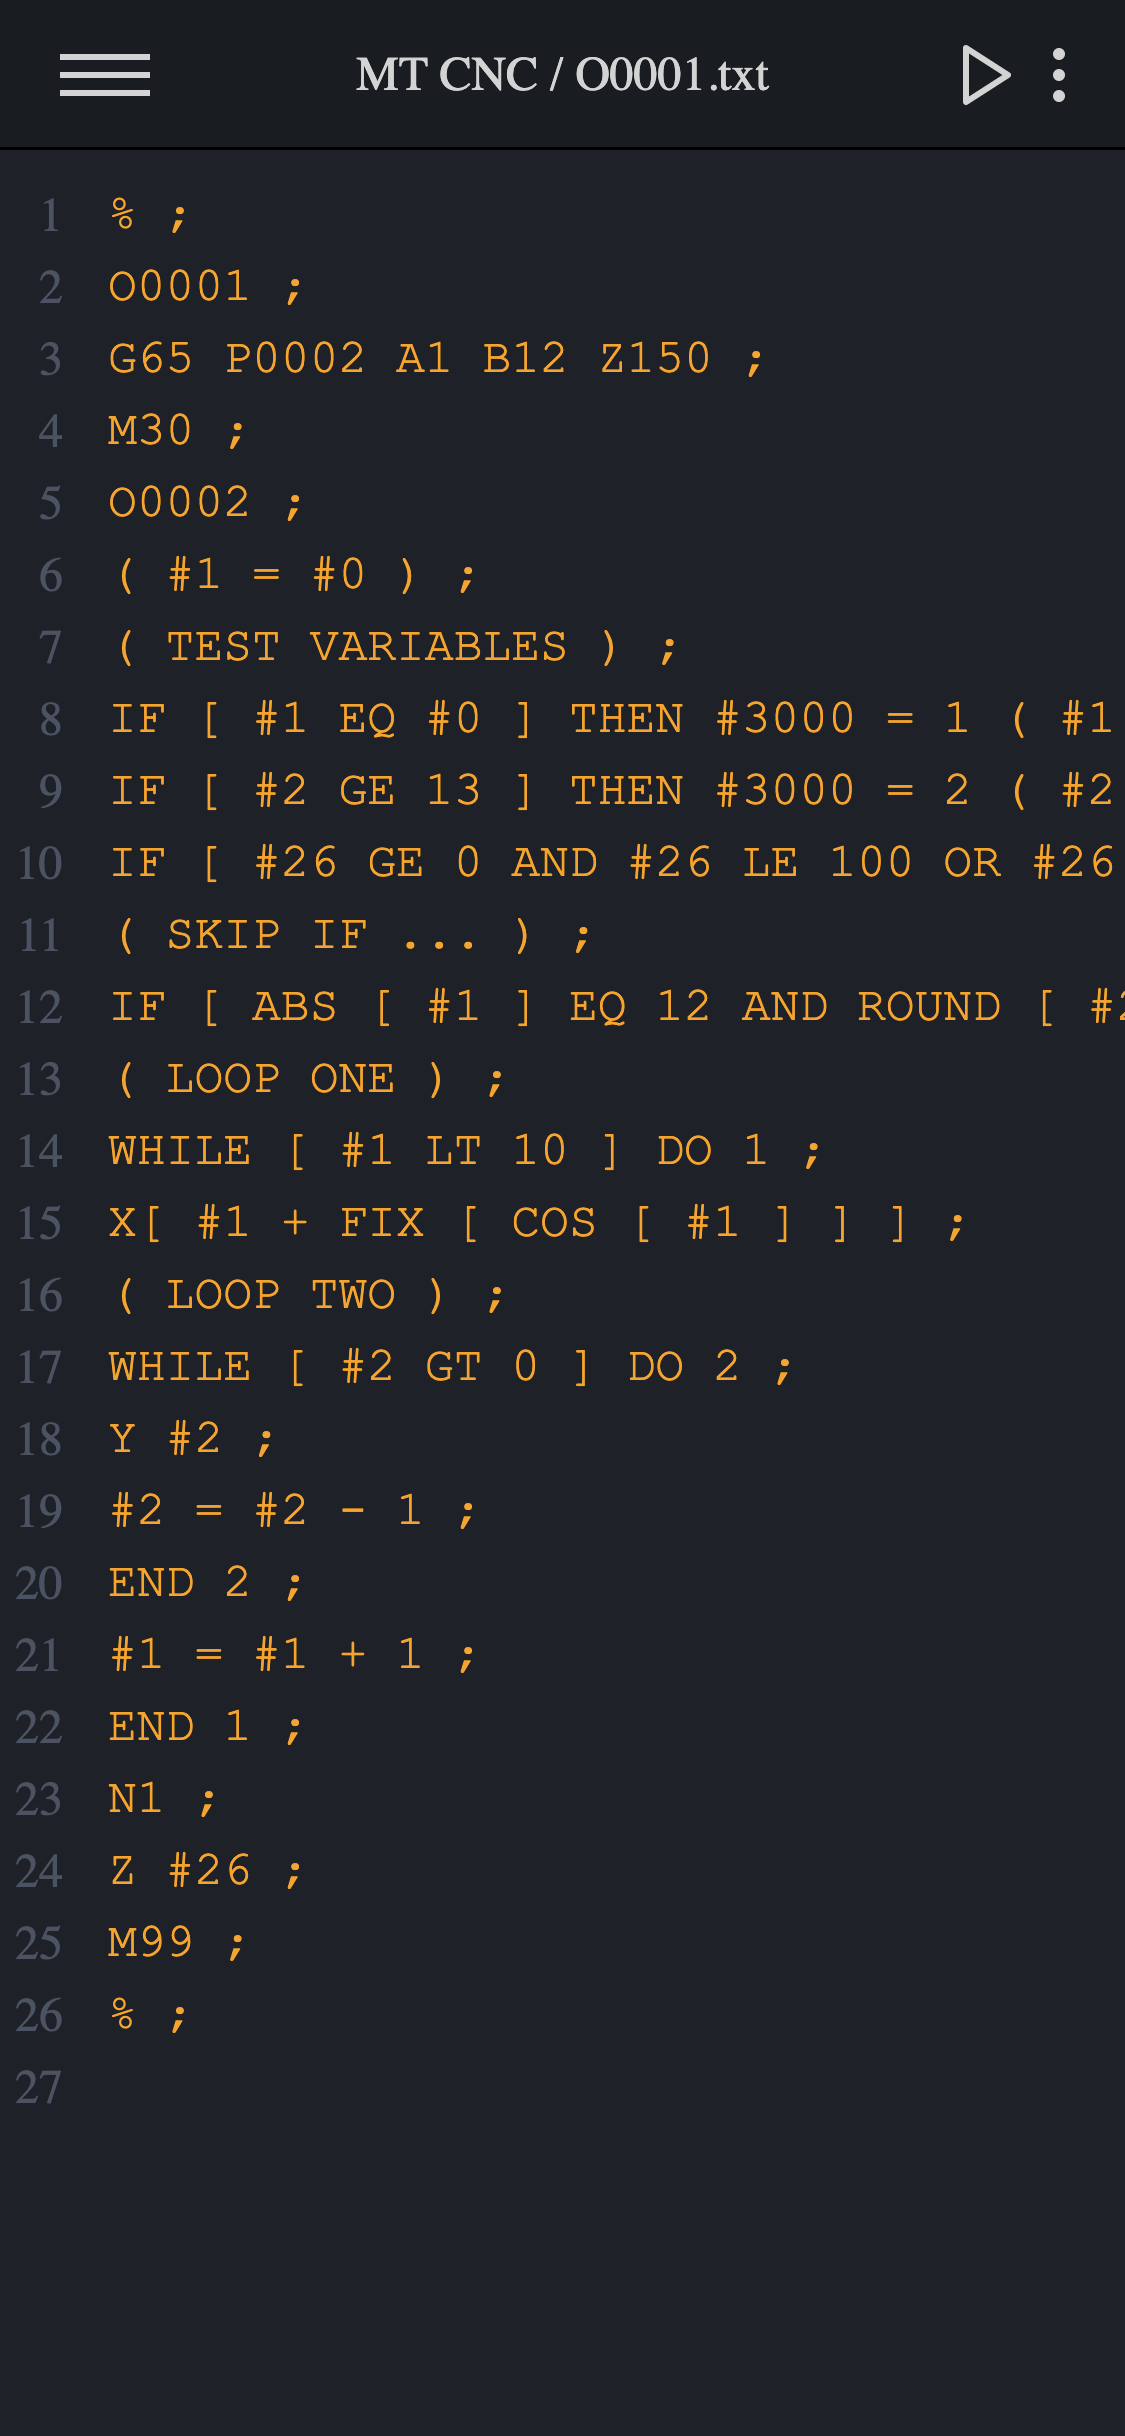 MT CNC / O0001.txt
1 % ;
2 O0001 ;
3 G65 P0002 A1 B12 Z150 ;
4 M30 ;
5 O0002 ;
6 ( #1 = #0 ) ;
7 ( TEST VARIABLES ) ;
8 IF [ #1 EQ #0 ] THEN #3000 = 1 ( #1
9 IF [ #2 GE 13 ] THEN #3000 = 2 ( #2
10 IF [ #26 GE 0 AND #26 LE 100 OR #26
11 ( SKIP IF ... ) ;
12 IF [ ABS [ #1 ] EQ 12 AND ROUND [ #2
13 ( LOOP ONE ) ;
14 WHILE [ #1 LT 10 ] DO 1 ;
15 X[ #1 + FIX [ COS [ #1 ] ] ] ;
16 ( LOOP TWO ) ;
17 WHILE [ #2 GT 0 ] DO 2 ;
18 Y #2 ;
19 #2 = #2 - 1 ;
20 END 2 ;
21 #1 = #1 + 1 ;
22 END 1 ;
23 N1 ;
24 Z #26 ;
25 M99 ;
26 % ;
27